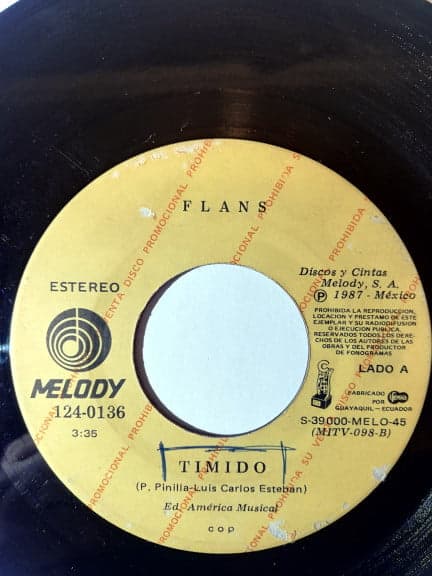 FLANS
ESTEREO
MELODY
124-0136
3:35
Discos y Cintas
Melody, S. A.
Ⓟ 1987 - México
PROHIBIDA LA REPRODUCCION,
LOCACION Y PRESTAMO DE ESTE
EJEMPLAR Y SU RADIODIFUSION
O EJECUCION PUBLICA.
RESERVADOS TODOS LOS DERE-
CHOS DE LOS AUTORES DE LAS
OBRAS Y DEL PRODUCTOR
DE FONOGRAMAS
LADO A
FABRICADO
POR
GUAYAQUIL - ECUADOR
S-39000-MELO-45
(MITV-098-B)
TIMIDO
(P. Pinilla-Luis Carlos Esteban)
Ed. América Musical
cop
DISCO PROMOCIONAL PROHIBIDA SU VENTA